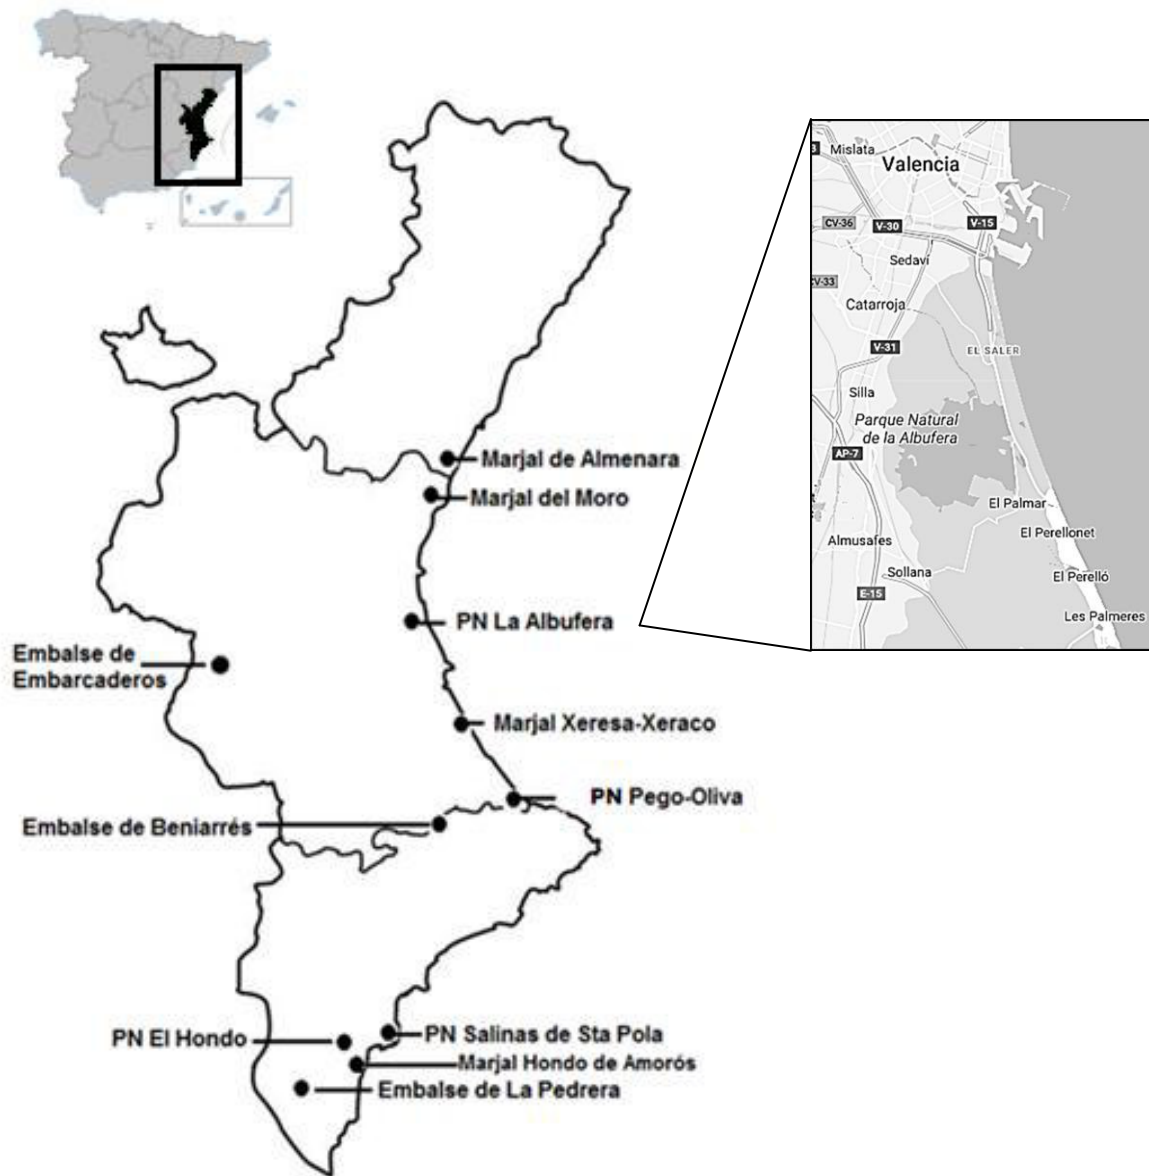 Mislata
Valencia
3
CV-36
V-30
V-15
Sedaví
CV-33
Catarroja
V-31
EL SALER
Silla
Parque Natural
de la Albufera
AP-7
El Palmar
El Perellonet
Almusafes
Sollana
El Perelló
E-15
Les Palmeres
Marjal de Almenara
Marjal del Moro
PN La Albufera
Embalse de
Embarcaderos
Marjal Xeresa-Xeraco
PN Pego-Oliva
Embalse de Beniarrés
PN El Hondo
PN Salinas de Sta Pola
Marjal Hondo de Amorós
Embalse de La Pedrera